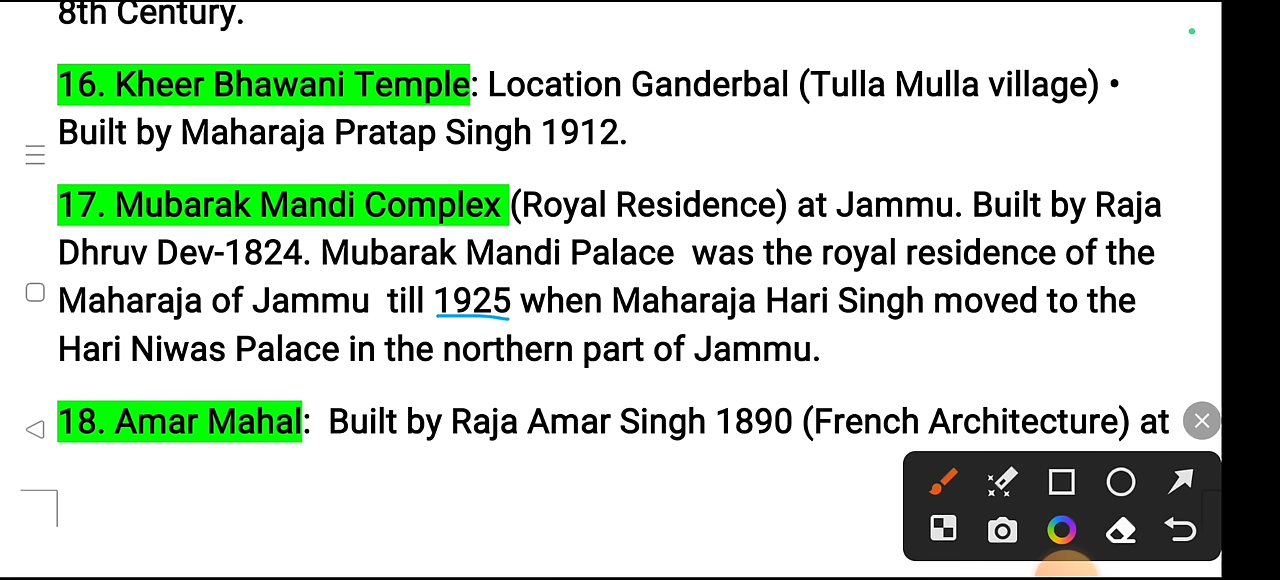 8th Century.
16. Kheer Bhawani Temple: Location Ganderbal (Tulla Mulla village) •
Built by Maharaja Pratap Singh 1912.
17. Mubarak Mandi Complex (Royal Residence) at Jammu. Built by Raja
Dhruv Dev-1824. Mubarak Mandi Palace  was the royal residence of the
Maharaja of Jammu  till 1925 when Maharaja Hari Singh moved to the
Hari Niwas Palace in the northern part of Jammu.
18. Amar Mahal:  Built by Raja Amar Singh 1890 (French Architecture) at